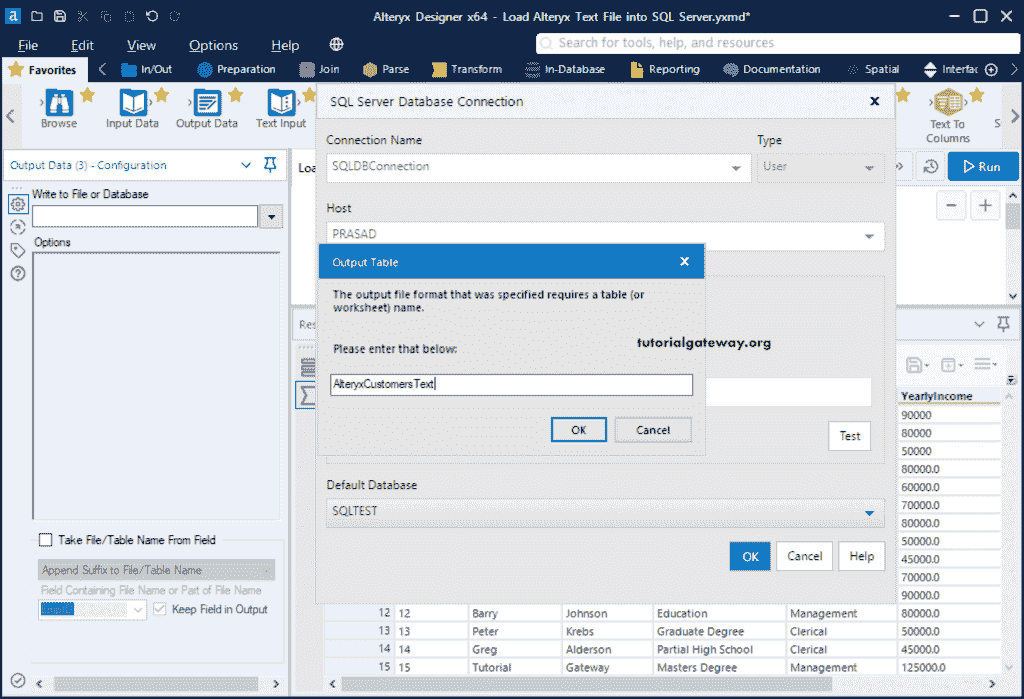 Alteryx Designer x64 - Load Alteryx Text File into SQL Server.yxmd*
File Edit View Options Help
Search for tools, help, and resources
Favorites In/Out Preparation Join Parse Transform In-Database Reporting Documentation Spatial Interfac
Browse Input Data Output Data Text Input Text To Columns S
SQL Server Database Connection
Output Data (3) - Configuration
Loa
Run
Connection Name Type
SQLDBConnection User
Write to File or Database
Host
PRASAD
Options
Output Table
The output file format that was specified requires a table (or
worksheet) name.
Res
tutorialgateway.org
Please enter that below:
AlteryxCustomersText
OK Cancel
Test
Default Database
SQLTEST
OK Cancel Help
YearlyIncome
90000
80000
50000
80000.0
60000.0
70000.0
80000.0
50000.0
45000.0
70000.0
90000.0
Take File/Table Name From Field
Append Suffix to File/Table Name
Field Containing File Name or Part of File Name
EmpID Keep Field in Output
12 12 Barry Johnson Education Management 80000.0
13 13 Peter Krebs Graduate Degree Clerical 50000.0
14 14 Greg Alderson Partial High School Clerical 45000.0
15 15 Tutorial Gateway Masters Degree Management 125000.0